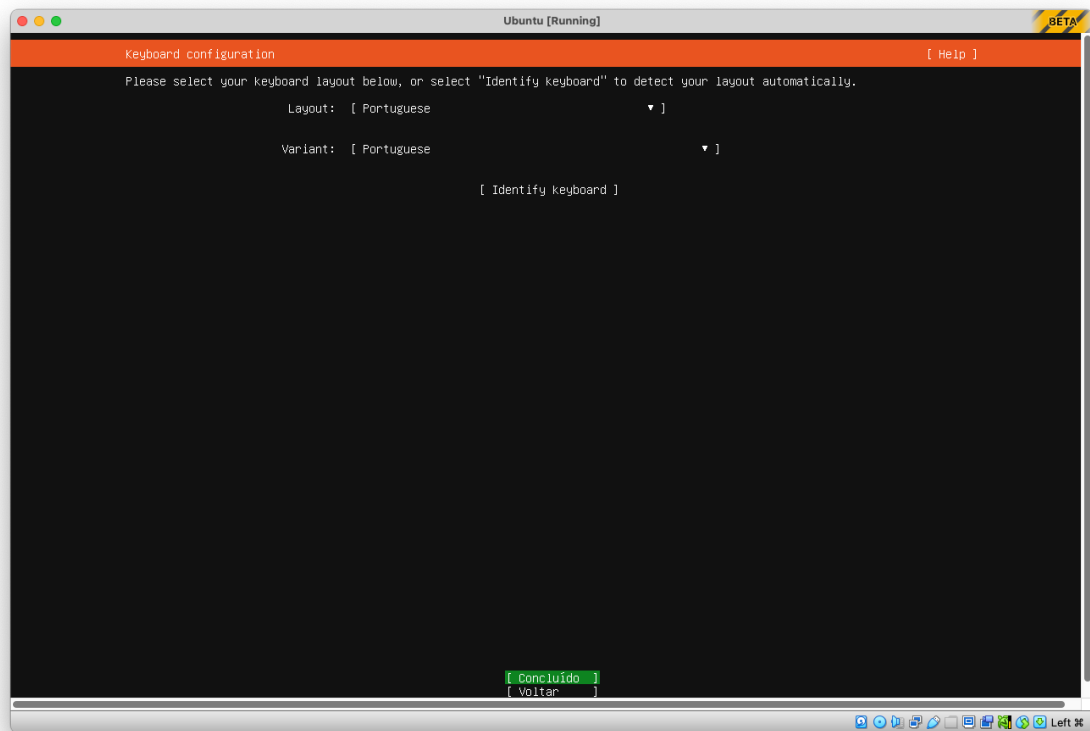 Ubuntu [Running]
BETA
Keyboard configuration [ Help ]
Please select your keyboard layout below, or select "Identify keyboard" to detect your layout automatically.
Layout: [ Portuguese ▾ ]
Variant: [ Portuguese ▾ ]
[ Identify keyboard ]
[ Concluído ]
[ Voltar ]
Left ⌘